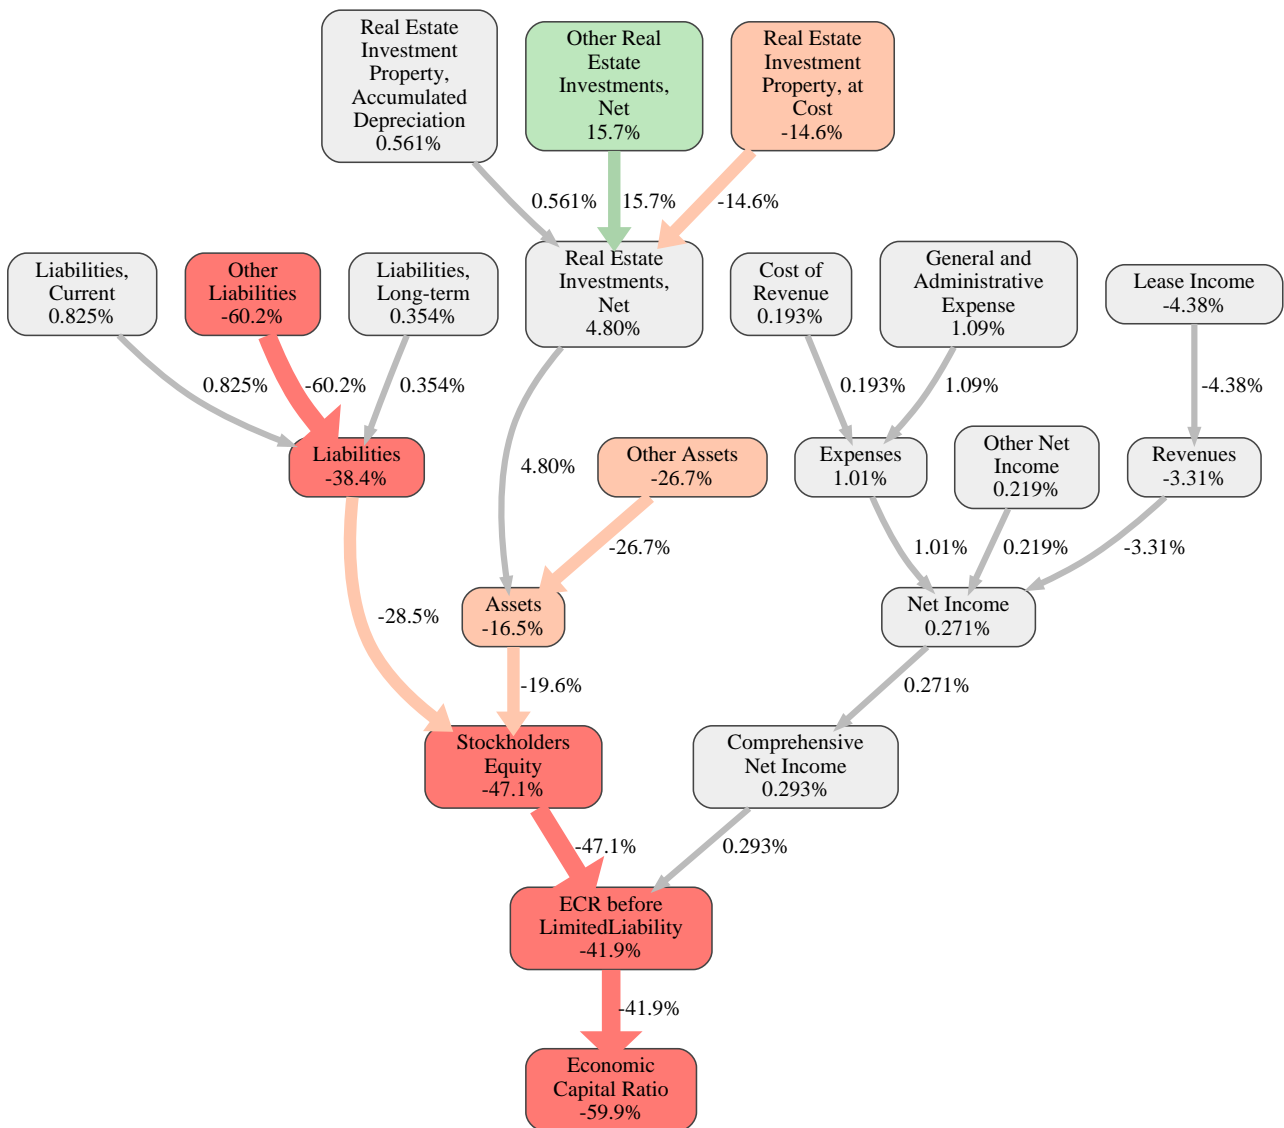 Real Estate
Investment
Property,
Accumulated
Depreciation
0.561%
Other Real
Estate
Investments,
Net
15.7%
Real Estate
Investment
Property, at
Cost
-14.6%
0.561%
15.7%
-14.6%
Liabilities,
Current
0.825%
Other
Liabilities
-60.2%
Liabilities,
Long-term
0.354%
Real Estate
Investments,
Net
4.80%
Cost of
Revenue
0.193%
General and
Administrative
Expense
1.09%
Lease Income
-4.38%
0.825%
-60.2%
0.354%
0.193%
1.09%
-4.38%
Liabilities
-38.4%
4.80%
Other Assets
-26.7%
Expenses
1.01%
Other Net
Income
0.219%
Revenues
-3.31%
-26.7%
1.01%
0.219%
-3.31%
-28.5%
Assets
-16.5%
Net Income
0.271%
-19.6%
0.271%
Stockholders
Equity
-47.1%
Comprehensive
Net Income
0.293%
-47.1%
0.293%
ECR before
LimitedLiability
-41.9%
-41.9%
Economic
Capital Ratio
-59.9%